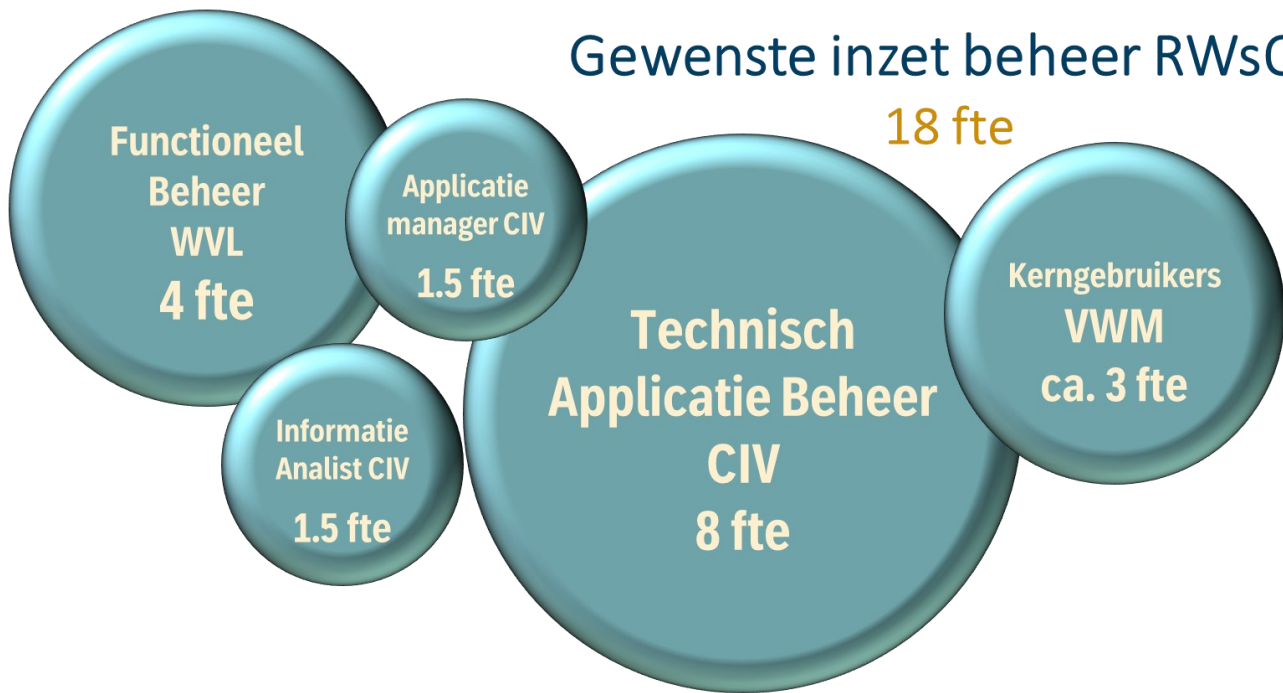 Gewenste inzet beheer RWsC
18 fte
Functioneel
Beheer
WVL
4 fte
Applicatie
manager CIV
1.5 fte
Informatie
Analist CIV
1.5 fte
Technisch
Applicatie Beheer
CIV
8 fte
Kerngebruikers
VWM
ca. 3 fte